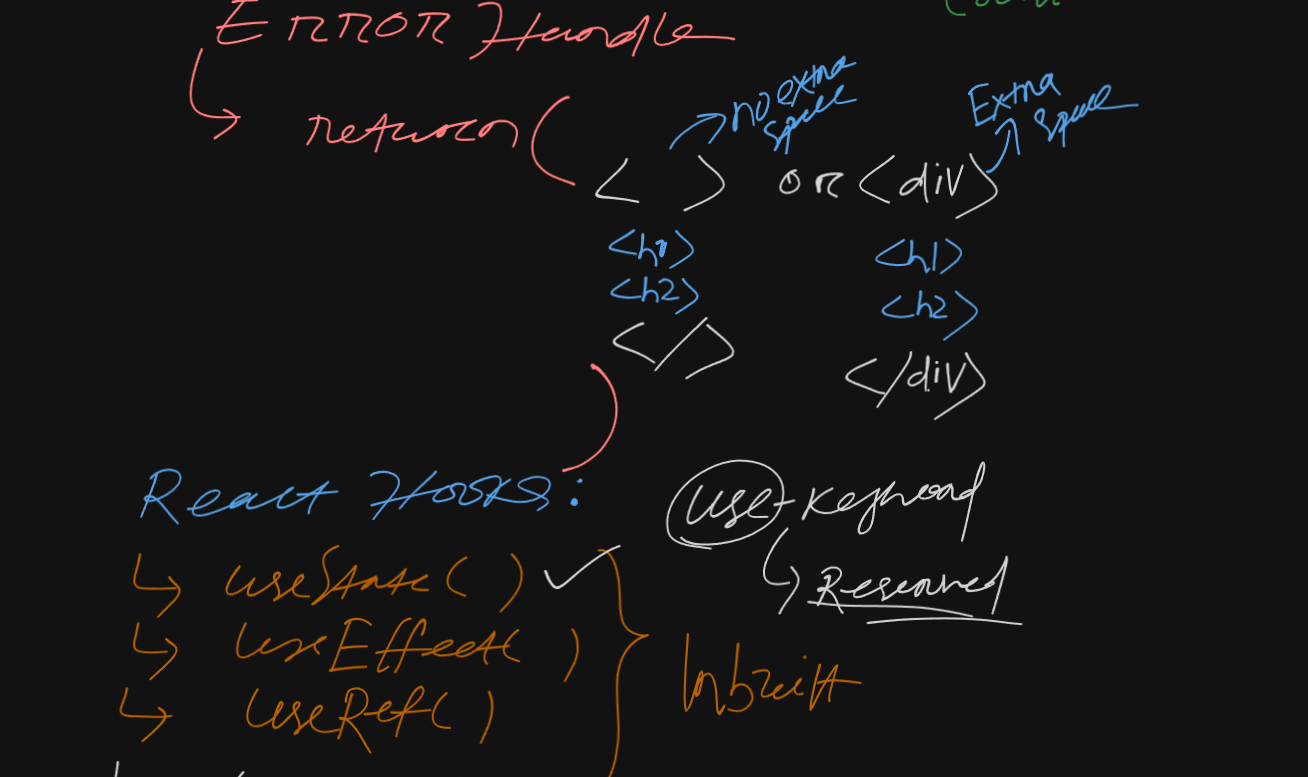 ERROR Handle
↳ return (
no extra space
Extra space
< > or <div>
<h1> <h1>
<h2> <h2>
</> </div>
)
React Hooks:
use - keyword
↳ Reserved
↳ useState( ) ✓
↳ useEffect( )
↳ useRef( )
} Inbuilt